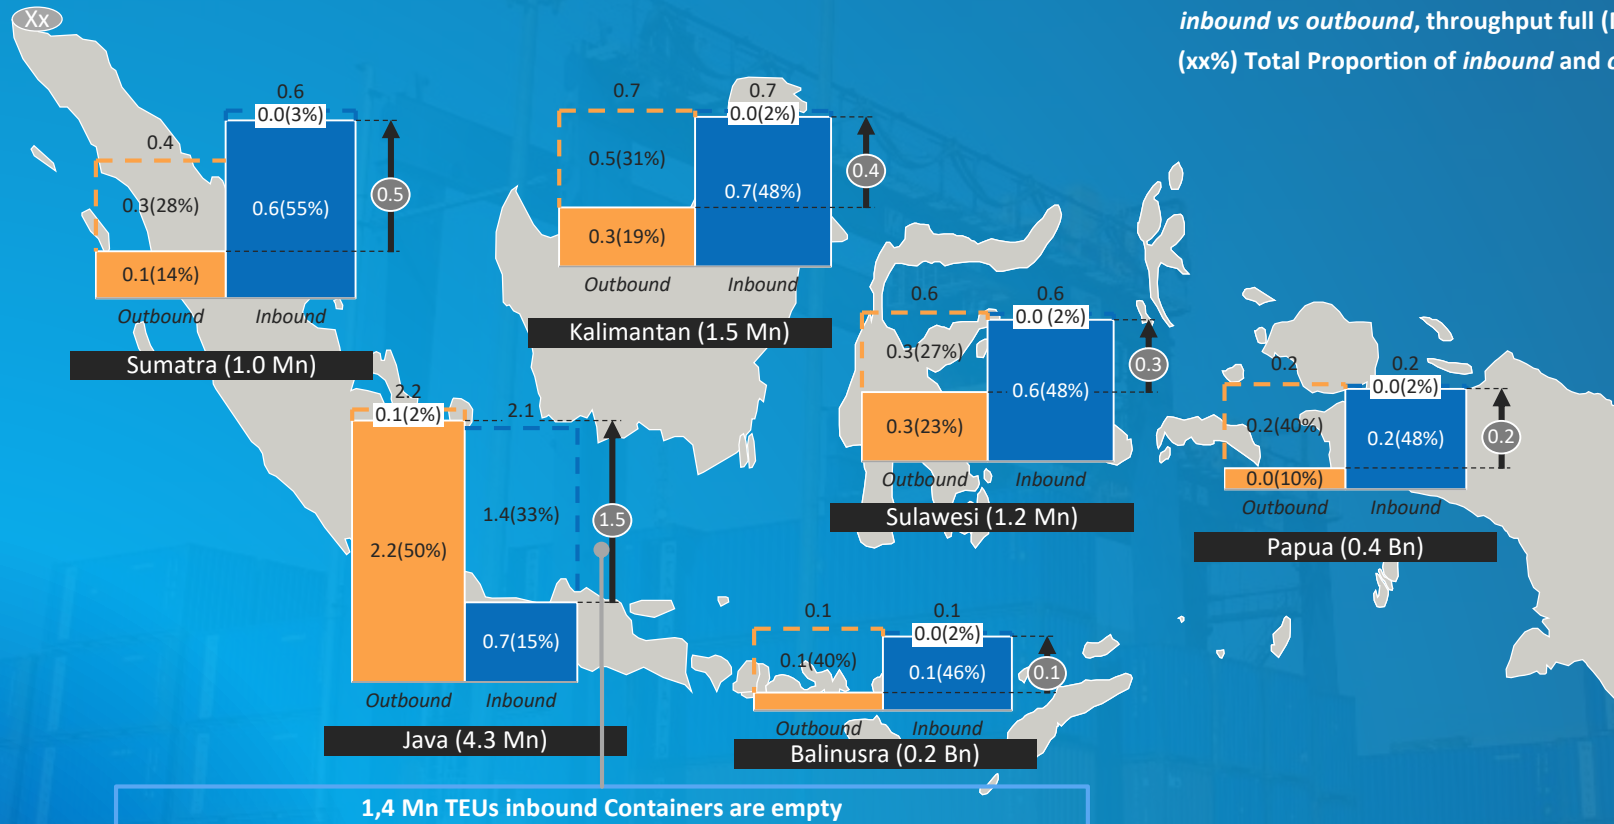 Xx
inbound vs outbound, throughput full
(xx%) Total Proportion of inbound and
0.6
0.0(3%)
0.4
0.3(28%)
0.6(55%)
0.5
0.1(14%)
Outbound Inbound
Sumatra (1.0 Mn)
0.7 0.7
0.0(2%)
0.5(31%)
0.7(48%)
0.4
0.3(19%)
Outbound Inbound
Kalimantan (1.5 Mn)
0.6 0.6
0.0 (2%)
0.3(27%)
0.6(48%)
0.3
0.3(23%)
Outbound Inbound
Sulawesi (1.2 Mn)
0.2 0.2
0.0(2%)
0.2(40%)
0.2(48%)
0.2
0.0(10%)
Outbound Inbound
Papua (0.4 Bn)
2.2
0.1(2%)
2.1
1.4(33%)
1.5
2.2(50%)
0.7(15%)
Outbound Inbound
Java (4.3 Mn)
0.1 0.1
0.0(2%)
0.1(40%)
0.1(46%)
0.1
Outbound Inbound
Balinusra (0.2 Bn)
1,4 Mn TEUs inbound Containers are empty